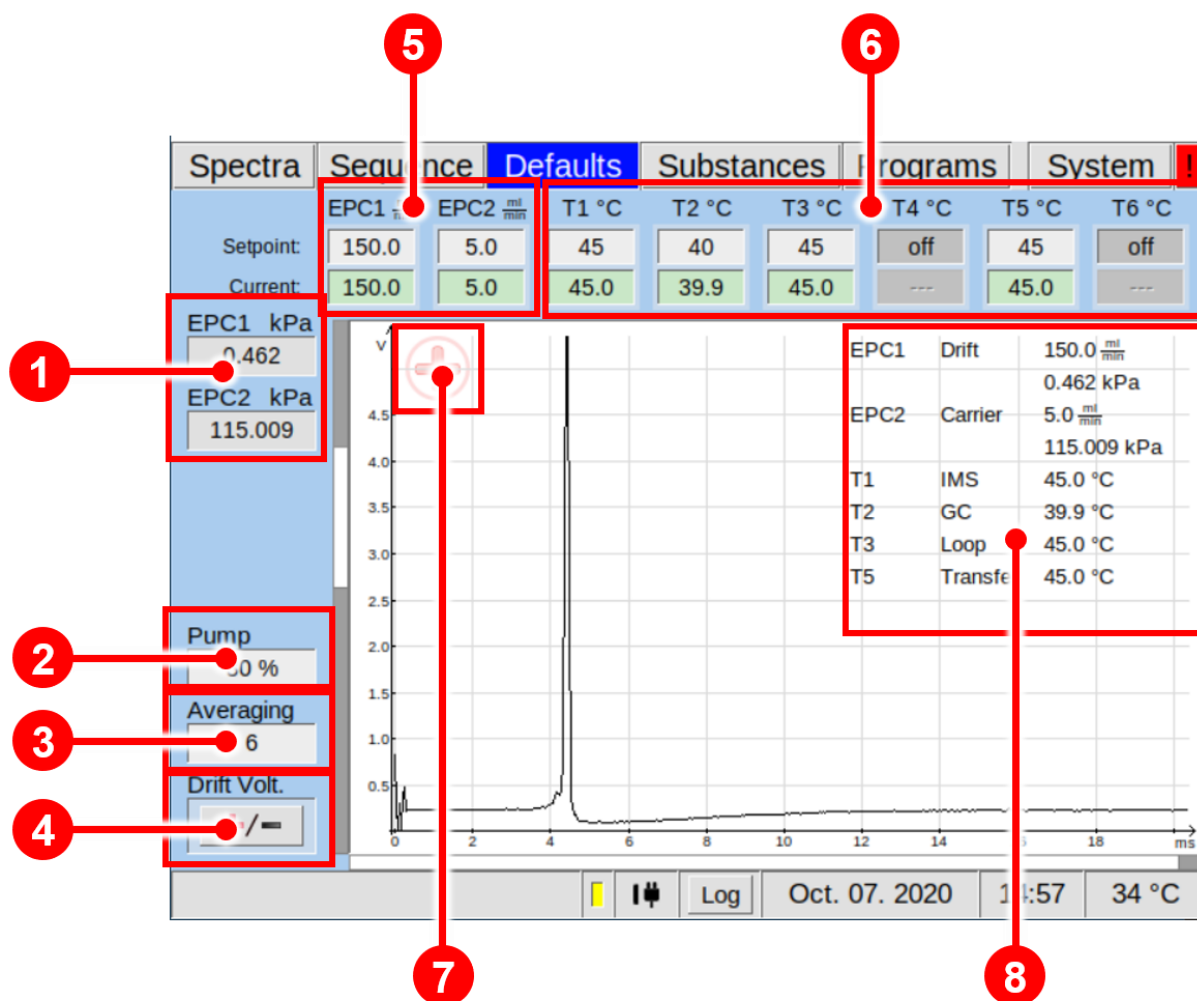 5 6
Spectra Sequence Defaults Substances Programs System !
EPC1 EPC2 ml/min T1 °C T2 °C T3 °C T4 °C T5 °C T6 °C
Setpoint: 150.0 5.0 45 40 45 off 45 off
Current: 150.0 5.0 45.0 39.9 45.0 --- 45.0 ---
EPC1 kPa
0.462
EPC2 kPa
115.009
1
V
4.5
4.0
3.5
3.0
2.5
2.0
1.5
1.0
0.5
0 2 4 6 8 10 12 14 18 ms
EPC1 Drift 150.0 ml/min
0.462 kPa
EPC2 Carrier 5.0 ml/min
115.009 kPa
T1 IMS 45.0 °C
T2 GC 39.9 °C
T3 Loop 45.0 °C
T5 Transfe 45.0 °C
Pump
2
%
Averaging
3
6
Drift Volt.
4
/-
Log Oct. 07. 2020 :57 34 °C
7 8